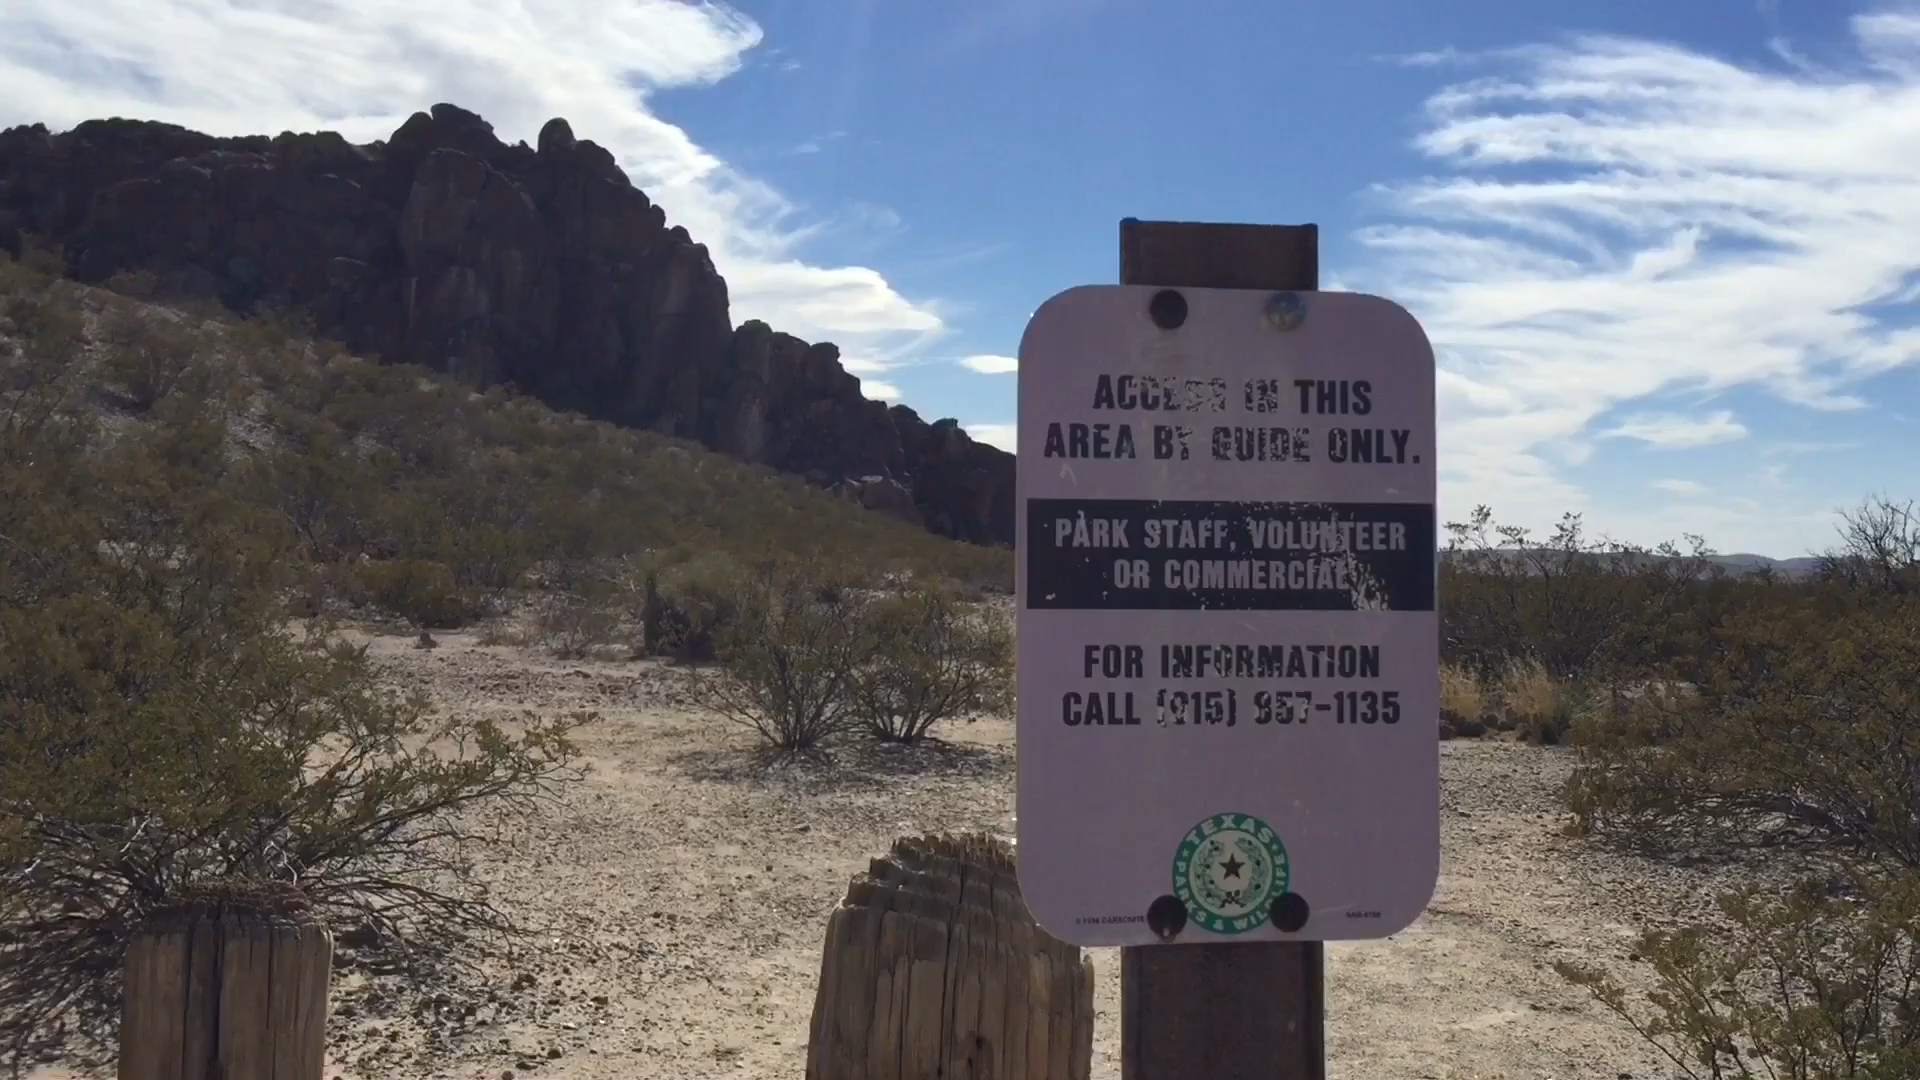 ACCESS IN THIS
AREA BY GUIDE ONLY.
PARK STAFF, VOLUNTEER
OR COMMERCIAL
FOR INFORMATION
CALL (915) 857-1135
TEXAS
PARKS & WILDLIFE